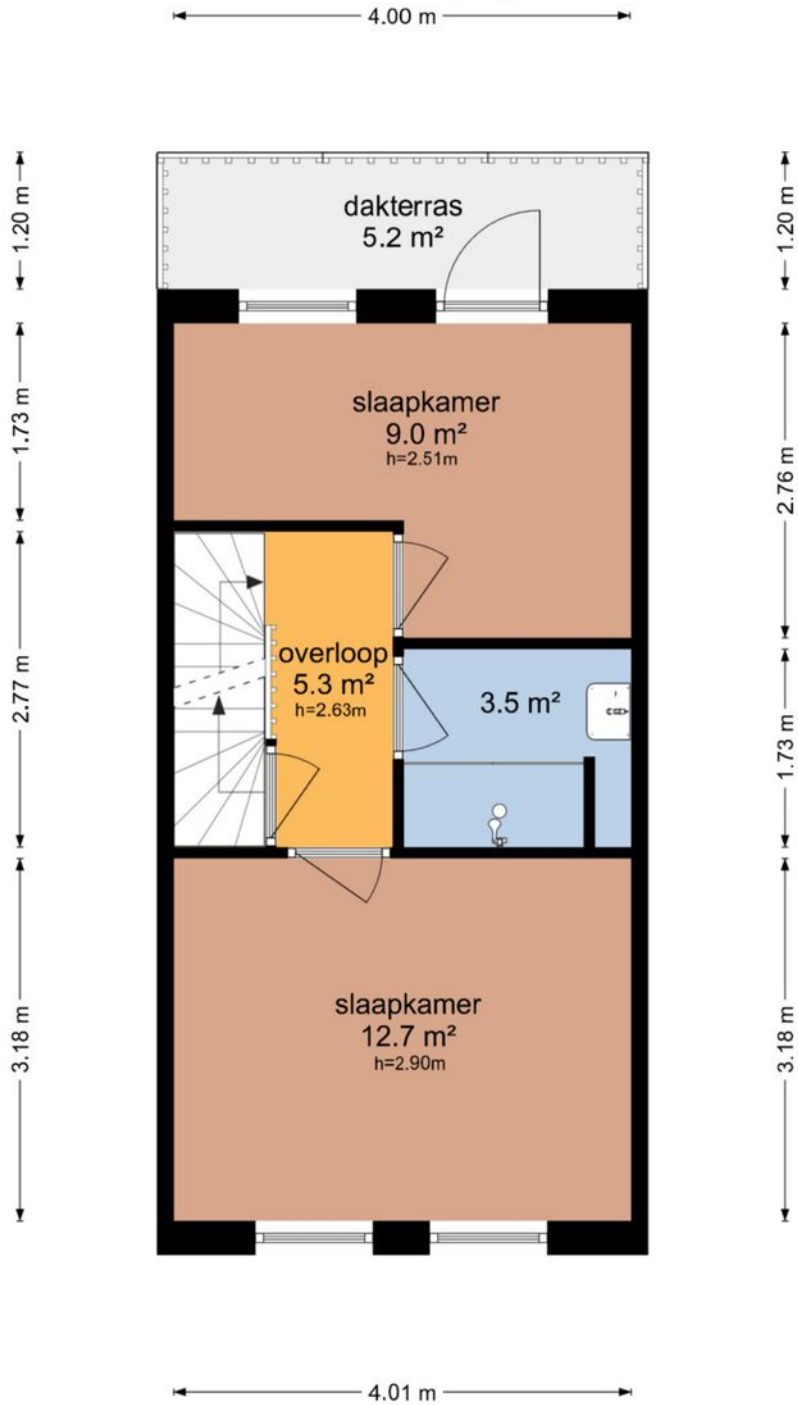 4.00 m
1.20 m
1.20 m
dakterras
5.2 m²
1.73 m
2.76 m
slaapkamer
9.0 m²
h=2.51m
2.77 m
overloop
5.3 m²
h=2.63m
3.5 m²
1.73 m
3.18 m
3.18 m
slaapkamer
12.7 m²
h=2.90m
4.01 m